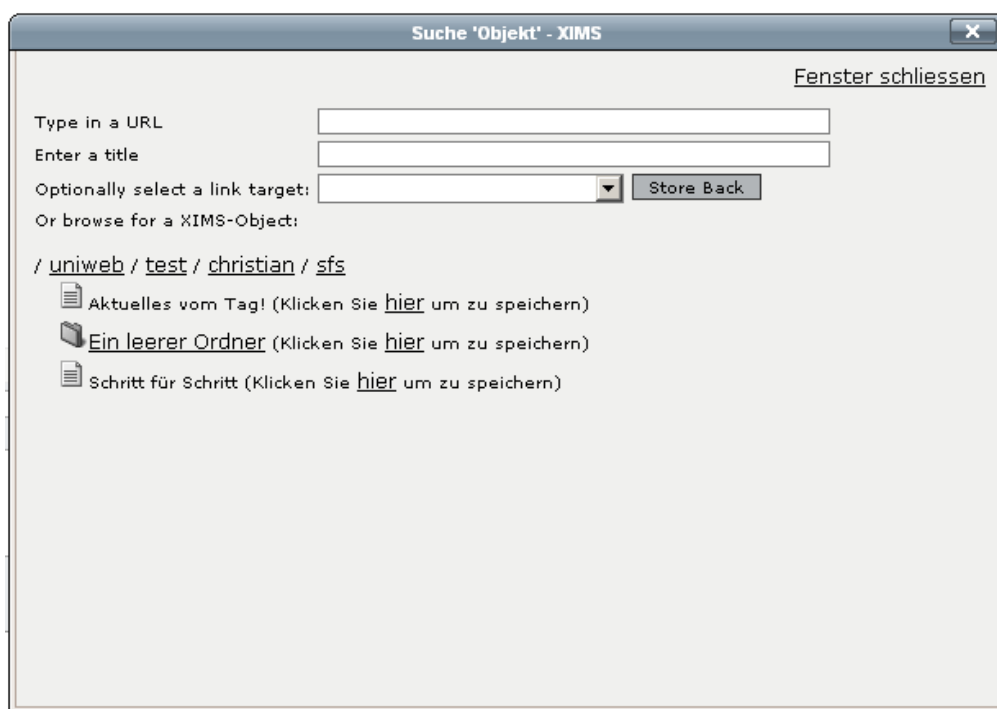 Suche 'Objekt' - XIMS
Fenster schliessen
Type in a URL
Enter a title
Optionally select a link target: Store Back
Or browse for a XIMS-Object:
/ uniweb / test / christian / sfs
Aktuelles vom Tag! (Klicken Sie hier um zu speichern)
Ein leerer Ordner (Klicken Sie hier um zu speichern)
Schritt für Schritt (Klicken Sie hier um zu speichern)